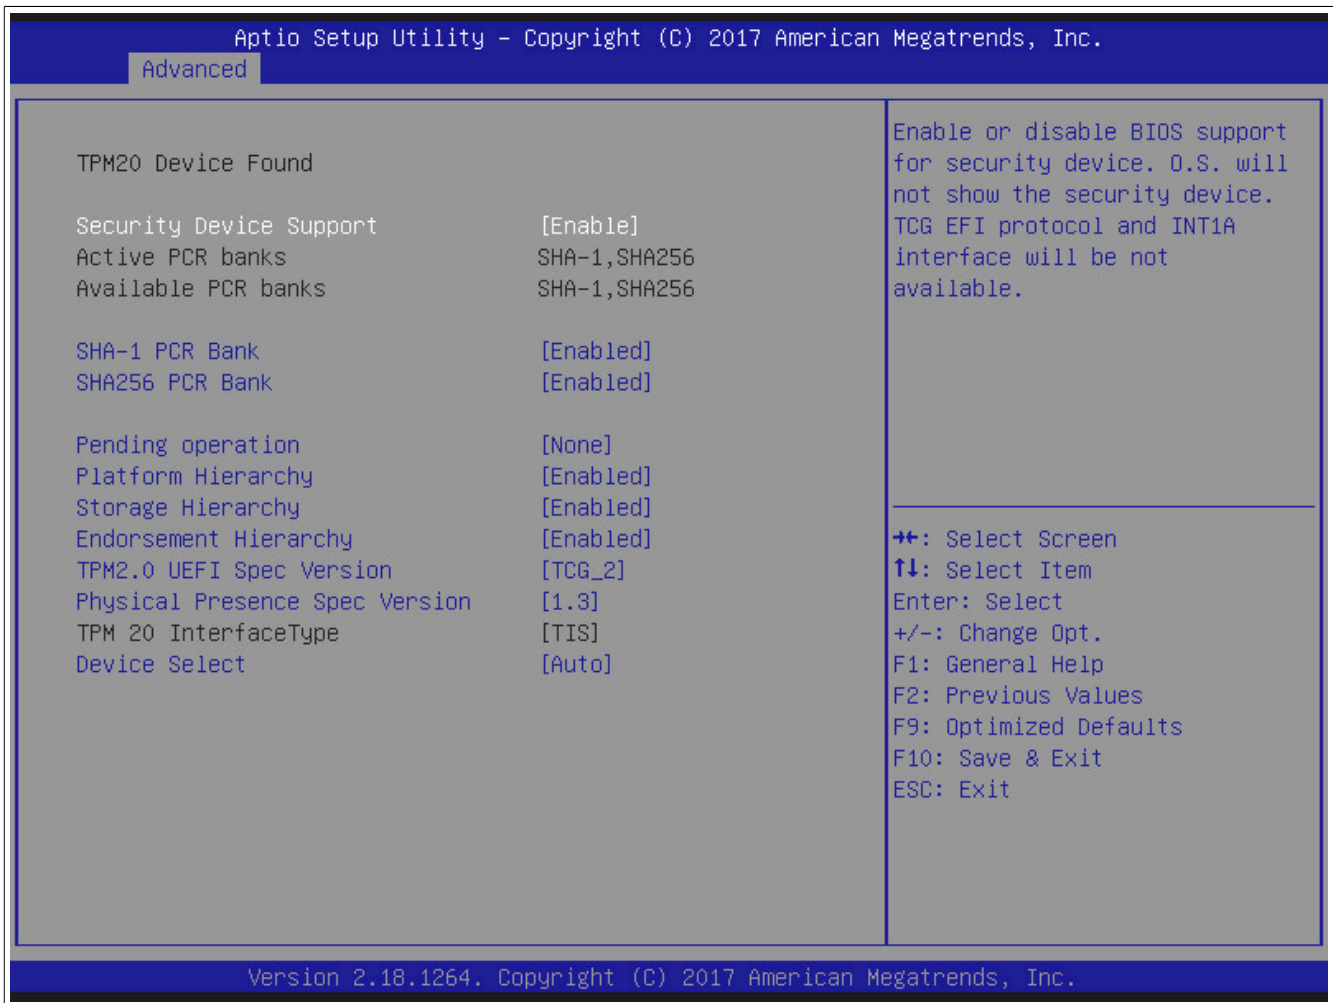 Aptio Setup Utility – Copyright (C) 2017 American Megatrends, Inc.
Advanced
TPM20 Device Found
Security Device Support [Enable]
Active PCR banks SHA-1,SHA256
Available PCR banks SHA-1,SHA256
SHA-1 PCR Bank [Enabled]
SHA256 PCR Bank [Enabled]
Pending operation [None]
Platform Hierarchy [Enabled]
Storage Hierarchy [Enabled]
Endorsement Hierarchy [Enabled]
TPM2.0 UEFI Spec Version [TCG_2]
Physical Presence Spec Version [1.3]
TPM 20 InterfaceType [TIS]
Device Select [Auto]
Enable or disable BIOS support
for security device. O.S. will
not show the security device.
TCG EFI protocol and INT1A
interface will be not
available.
→←: Select Screen
↑↓: Select Item
Enter: Select
+/-: Change Opt.
F1: General Help
F2: Previous Values
F9: Optimized Defaults
F10: Save & Exit
ESC: Exit
Version 2.18.1264. Copyright (C) 2017 American Megatrends, Inc.